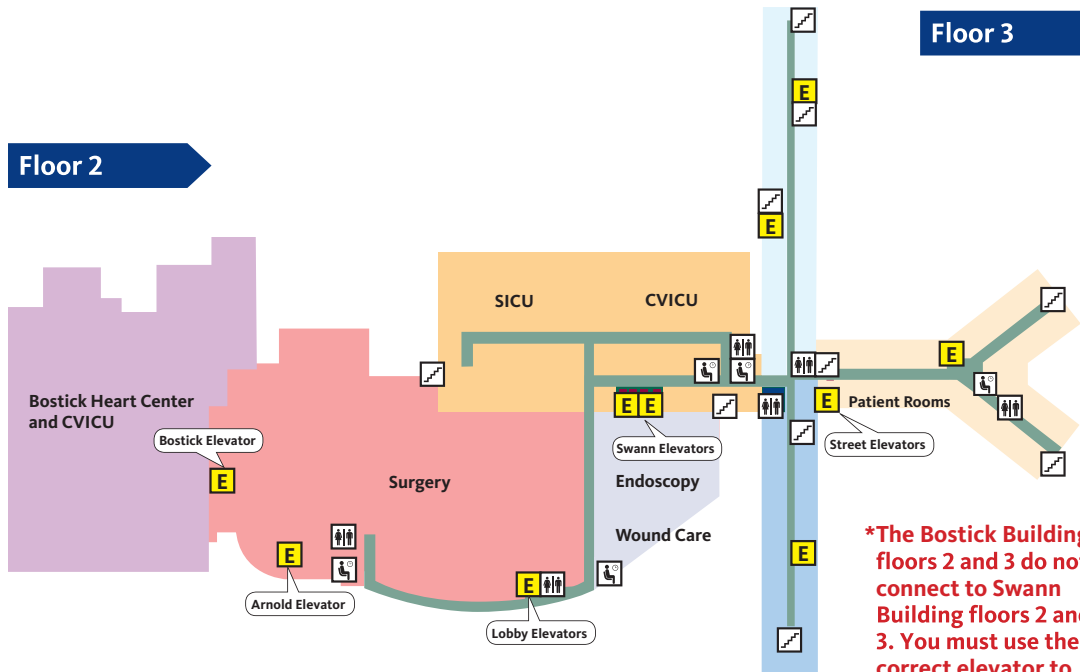 Floor 3
Floor 2
SICU
CVICU
Bostick Heart Center
and CVICU
Bostick Elevator
Surgery
Swann Elevators
Endoscopy
Wound Care
Patient Rooms
Street Elevators
Arnold Elevator
Lobby Elevators
E
E
E
E
E
E
E
E
E
E
*The Bostick Building
floors 2 and 3 do not
connect to Swann
Building floors 2 and
3. You must use the
correct elevator to